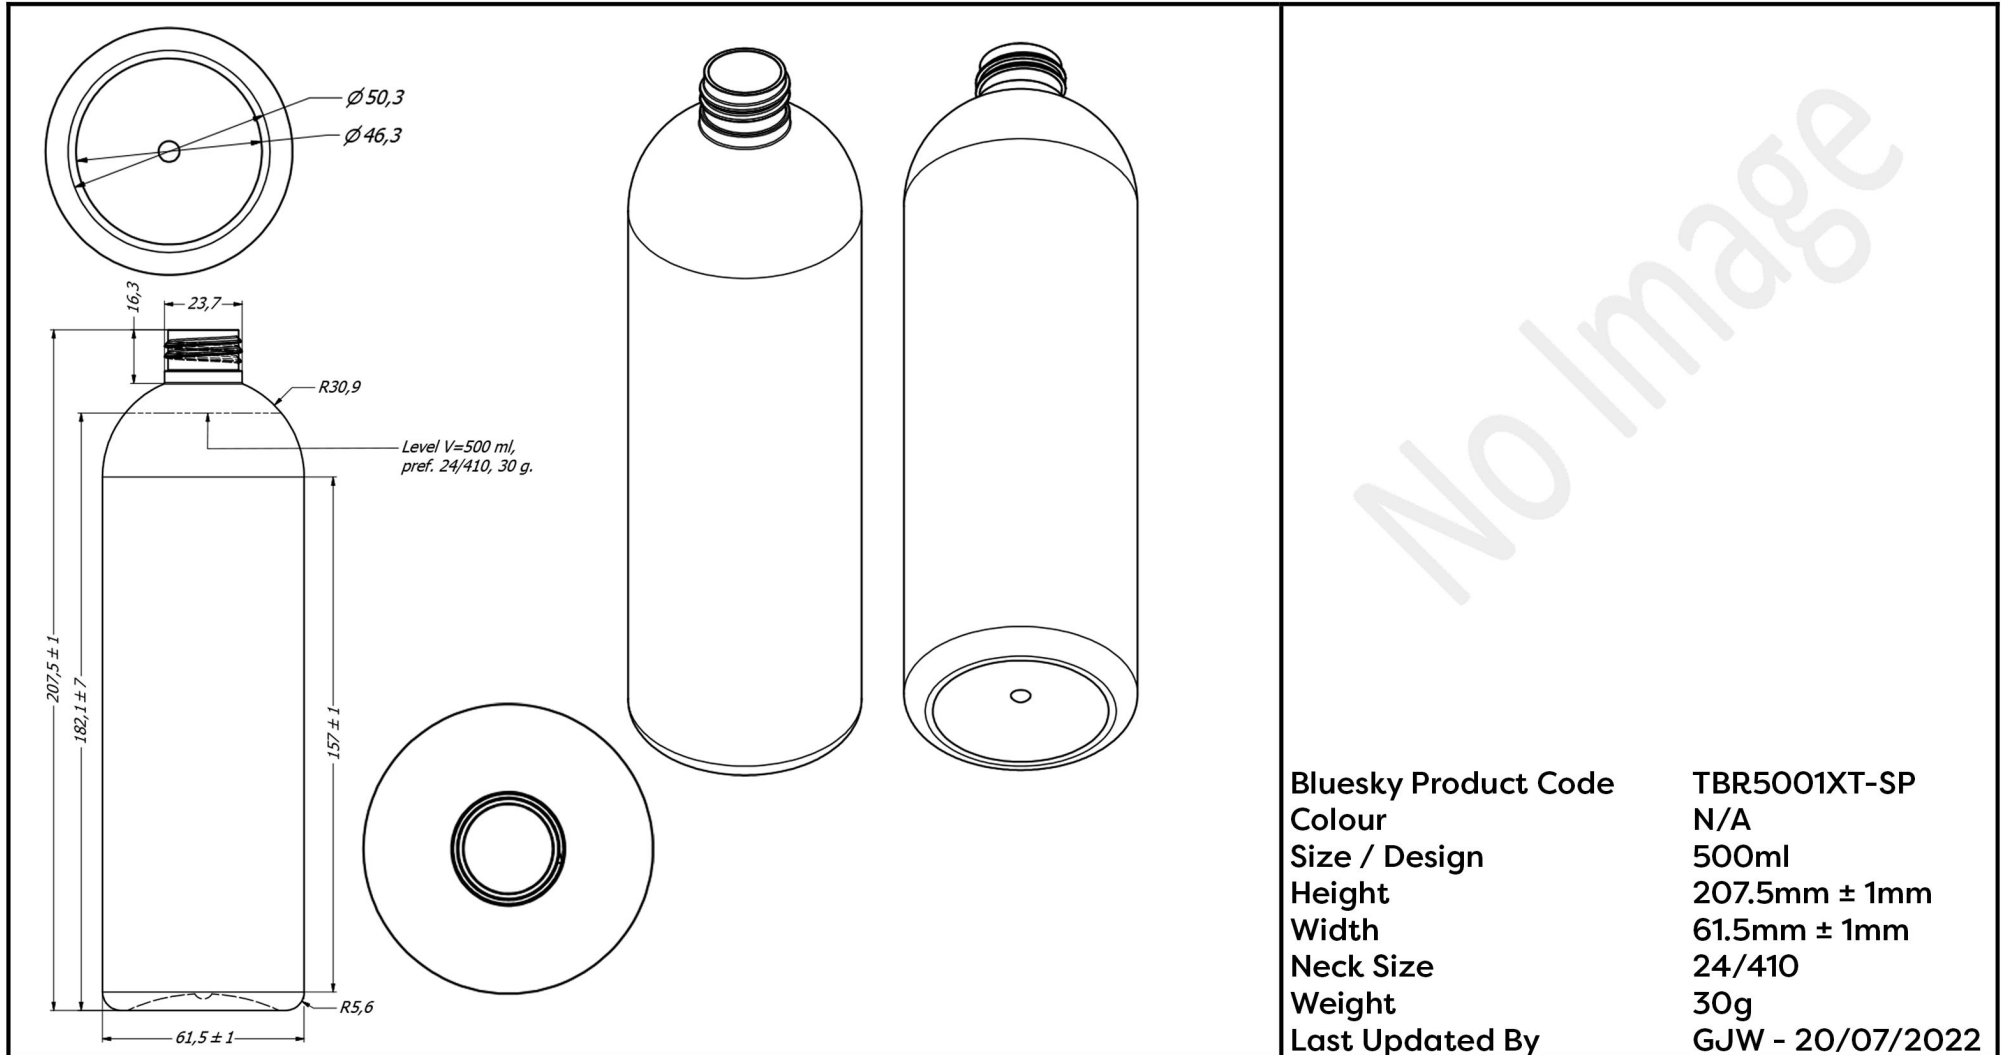 Ø50,3
Ø46,3
16,3
23,7
R30,9
Level V=500 ml,
pref. 24/410, 30 g.
207,5 ± 1
182,1 ± 7
157 ± 1
R5,6
61,5 ± 1
No Image
Bluesky Product Code TBR5001XT-SP
Colour N/A
Size / Design 500ml
Height 207.5mm ± 1mm
Width 61.5mm ± 1mm
Neck Size 24/410
Weight 30g
Last Updated By GJW - 20/07/2022